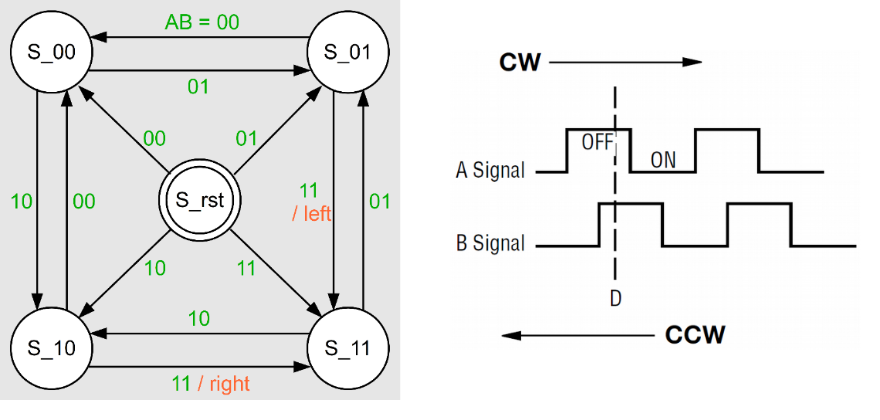 AB = 00
S_00
S_01
01
00
01
10
00
S_rst
11
/ left
01
10
11
10
S_10
S_11
11 / right
CW
OFF
ON
A Signal
B Signal
D
CCW